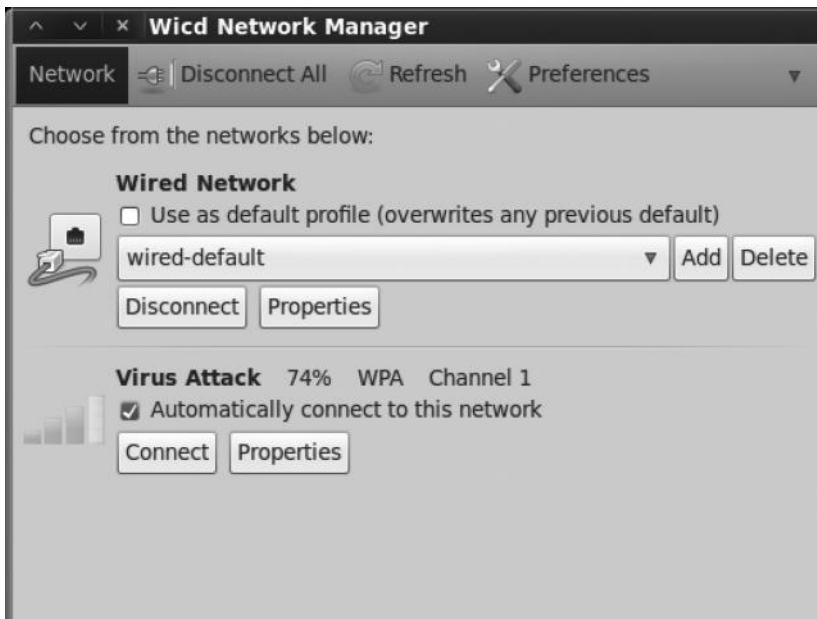 Wicd Network Manager
Network Disconnect All Refresh Preferences
Choose from the networks below:
Wired Network
Use as default profile (overwrites any previous default)
wired-default Add Delete
Disconnect Properties
Virus Attack 74% WPA Channel 1
Automatically connect to this network
Connect Properties